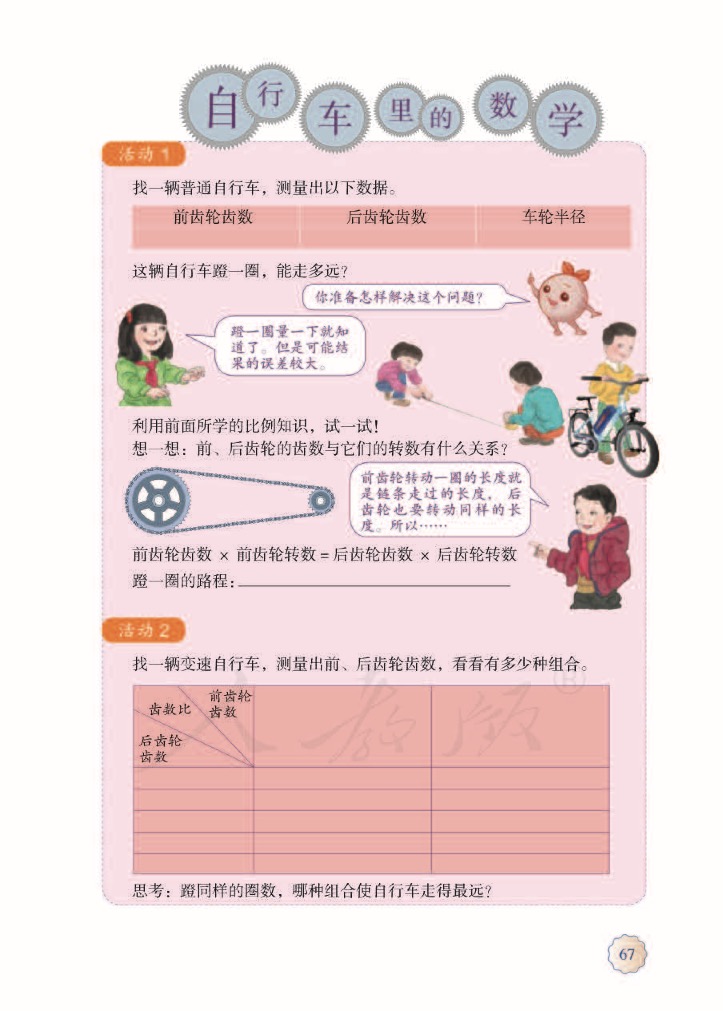 自行车里的数学
活动1
找一辆普通自行车，测量出以下数据。
前齿轮齿数 后齿轮齿数 车轮半径
这辆自行车蹬一圈，能走多远？
你准备怎样解决这个问题？
蹬一圈量一下就知
道了。但是可能结
果的误差较大。
利用前面所学的比例知识，试一试！
想一想：前、后齿轮的齿数与它们的转数有什么关系？
前齿轮转动一圈的长度就
是链条走过的长度，后
齿轮也要转动同样的长
度。所以……
前齿轮齿数 × 前齿轮转数＝后齿轮齿数 × 后齿轮转数
蹬一圈的路程：
活动2
找一辆变速自行车，测量出前、后齿轮齿数，看看有多少种组合。
前齿轮
齿数
齿数比
后齿轮
齿数
人教版®
思考：蹬同样的圈数，哪种组合使自行车走得最远？
67